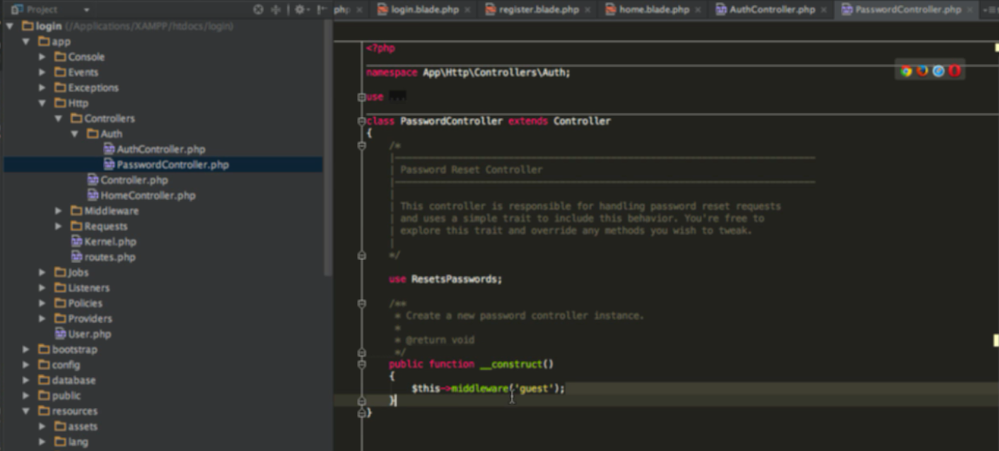 Project
php
login.blade.php
register.blade.php
home.blade.php
AuthController.php
PasswordController.php
login (/Applications/XAMPP/htdocs/login)
app
Console
Events
Exceptions
Http
Controllers
Auth
AuthController.php
PasswordController.php
Controller.php
HomeController.php
Middleware
Requests
Kernel.php
routes.php
Jobs
Listeners
Policies
Providers
User.php
bootstrap
config
database
public
resources
assets
lang
<?php
namespace App\Http\Controllers\Auth;
use ...
class PasswordController extends Controller
{
/*
|
| Password Reset Controller
|
|
| This controller is responsible for handling password reset requests
| and uses a simple trait to include this behavior. You're free to
| explore this trait and override any methods you wish to tweak.
|
*/
use ResetsPasswords;
/**
* Create a new password controller instance.
*
* @return void
*/
public function __construct()
{
$this->middleware('guest');
}
}